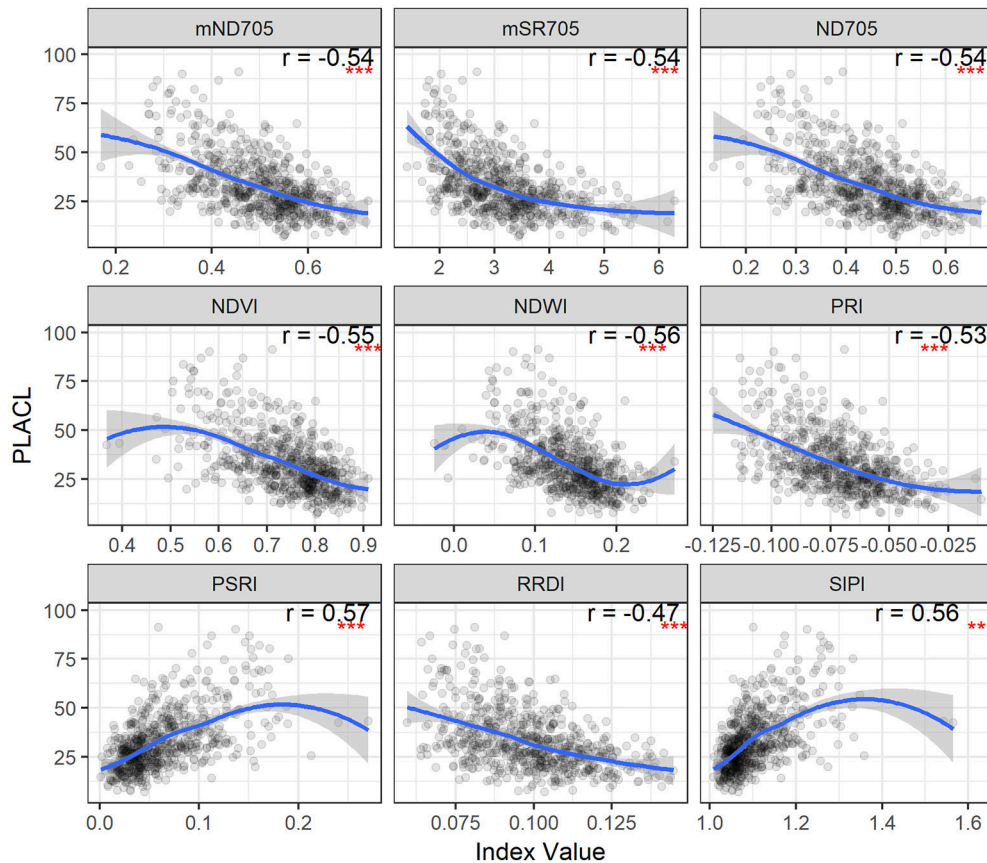 mND705 mSR705 ND705
r = -0.54 r = -0.54 r = -0.54
*** *** ***
100
75
50
25
0.2 0.4 0.6 2 3 4 5 6 0.2 0.3 0.4 0.5 0.6
NDVI NDWI PRI
r = -0.55 r = -0.56 r = -0.53
*** *** ***
100
75
50
25
PLACL
0.4 0.5 0.6 0.7 0.8 0.9 0.0 0.1 0.2 -0.125 -0.100 -0.075 -0.050 -0.025
PSRI RRDI SIPI
r = 0.57 r = -0.47 r = 0.56
*** *** **
100
75
50
25
0.0 0.1 0.2 0.075 0.100 0.125 1.0 1.2 1.4 1.6
Index Value